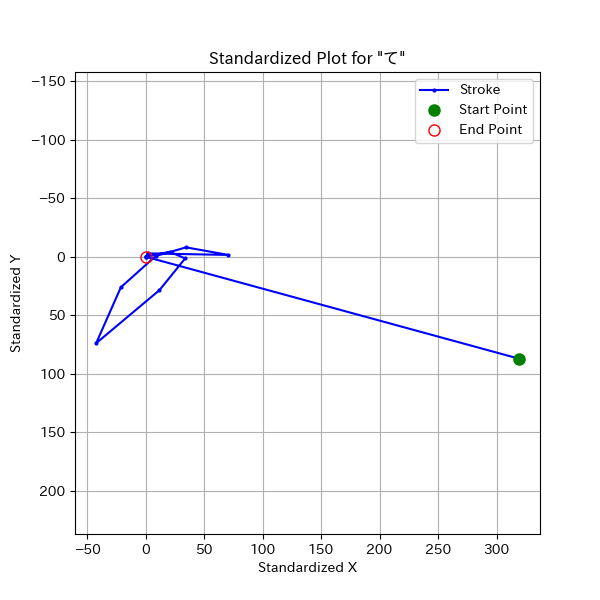 Standardized Plot for "て"
Stroke
Start Point
End Point
−150
−100
−50
0
50
100
150
200
Standardized Y
−50 0 50 100 150 200 250 300
Standardized X